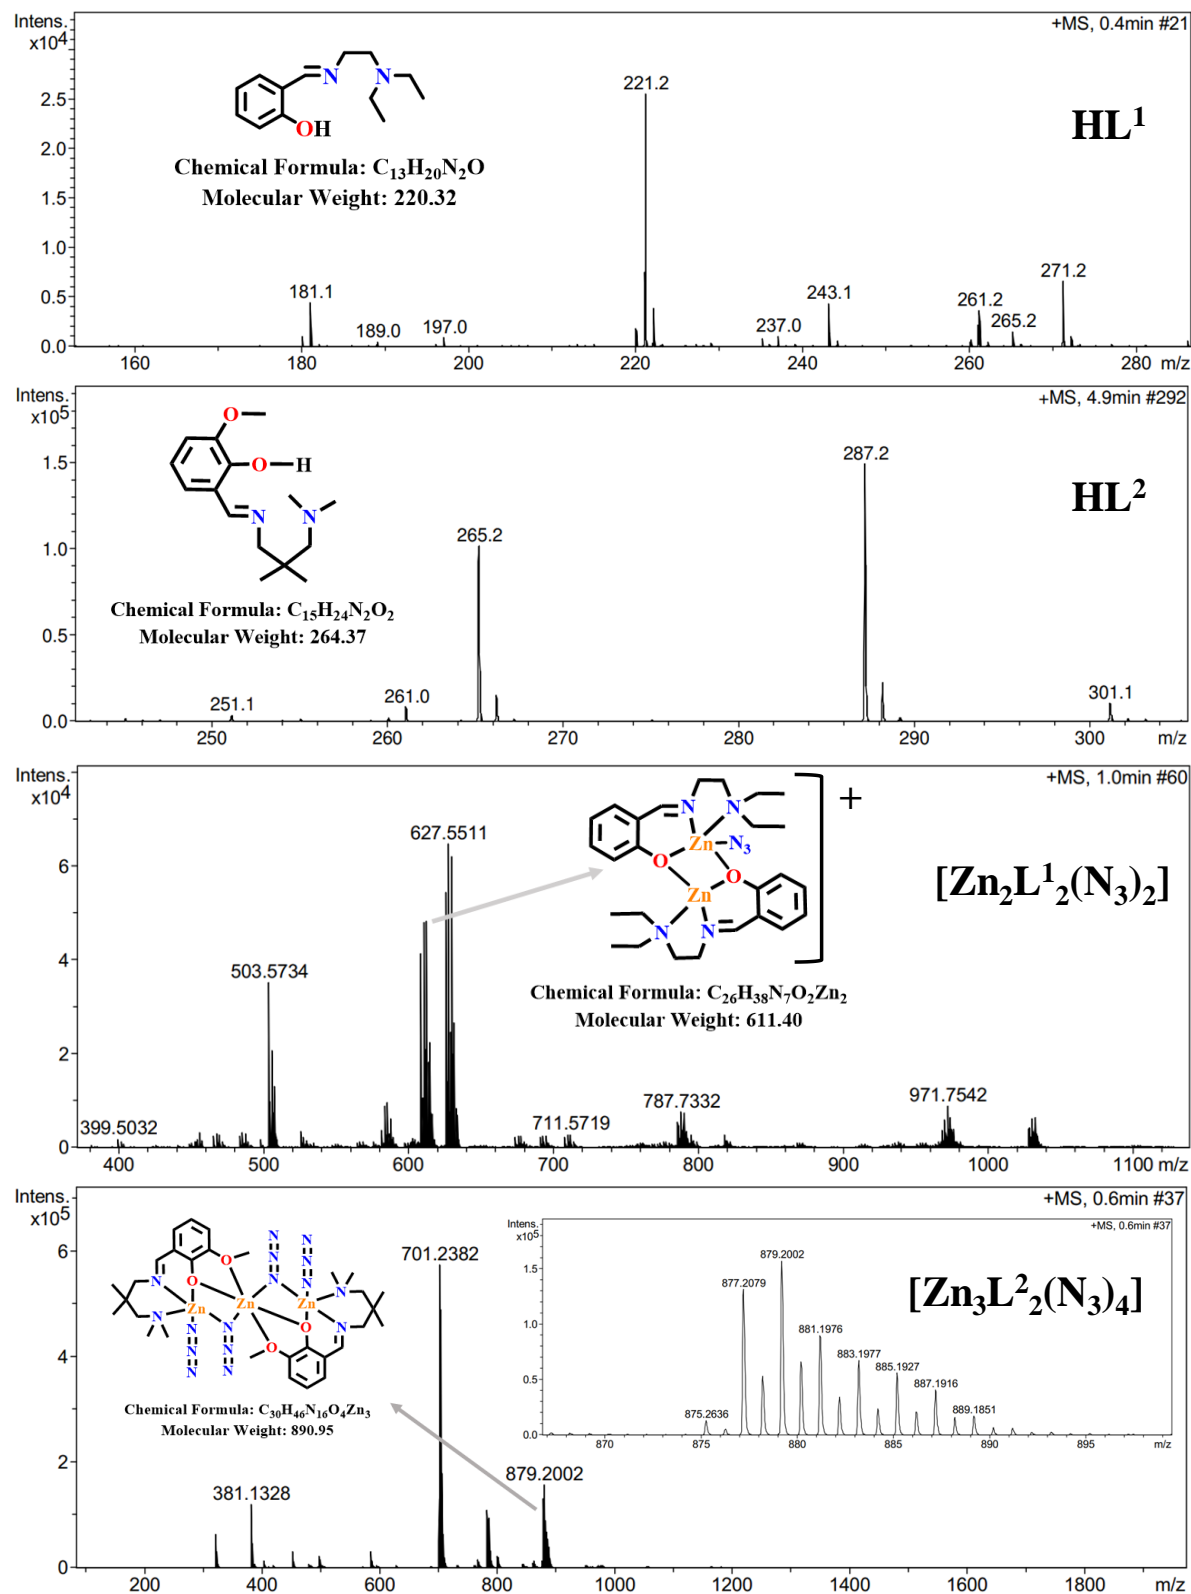 Intens.
x10⁴
+MS, 0.4min #21
N
N
OH
Chemical Formula: C₁₃H₂₀N₂O
Molecular Weight: 220.32
HL¹
2.5
2.0
1.5
1.0
0.5
0.0
181.1
189.0
197.0
221.2
237.0
243.1
261.2
265.2
271.2
160 180 200 220 240 260 280 m/z
Intens.
x10⁵
+MS, 4.9min #292
O
O H
N N
Chemical Formula: C₁₅H₂₄N₂O₂
Molecular Weight: 264.37
HL²
1.5
1.0
0.5
0.0
251.1
261.0
265.2
287.2
301.1
250 260 270 280 290 300 m/z
Intens.
x10⁴
+MS, 1.0min #60
+
N N
Zn N₃
O O
Zn
N N
Chemical Formula: C₂₆H₃₈N₇O₂Zn₂
Molecular Weight: 611.40
[Zn₂L¹₂(N₃)₂]
6
4
2
0
399.5032
503.5734
627.5511
711.5719
787.7332
971.7542
400 500 600 700 800 900 1000 1100 m/z
Intens.
x10⁵
+MS, 0.6min #37
N N
N N
O N N
N O N
Zn Zn Zn
N N O N
N N O
N N
Chemical Formula: C₃₀H₄₆N₁₆O₄Zn₃
Molecular Weight: 890.95
[Zn₃L²₂(N₃)₄]
6
4
2
0
381.1328
701.2382
879.2002
200 400 600 800 1000 1200 1400 1600 1800 m/z
Intens.
x10⁵
+MS, 0.6min #37
1.5
1.0
0.5
0.0
875.2636
877.2079
879.2002
881.1976
883.1977
885.1927
887.1916
889.1851
870 875 880 885 890 895 m/z